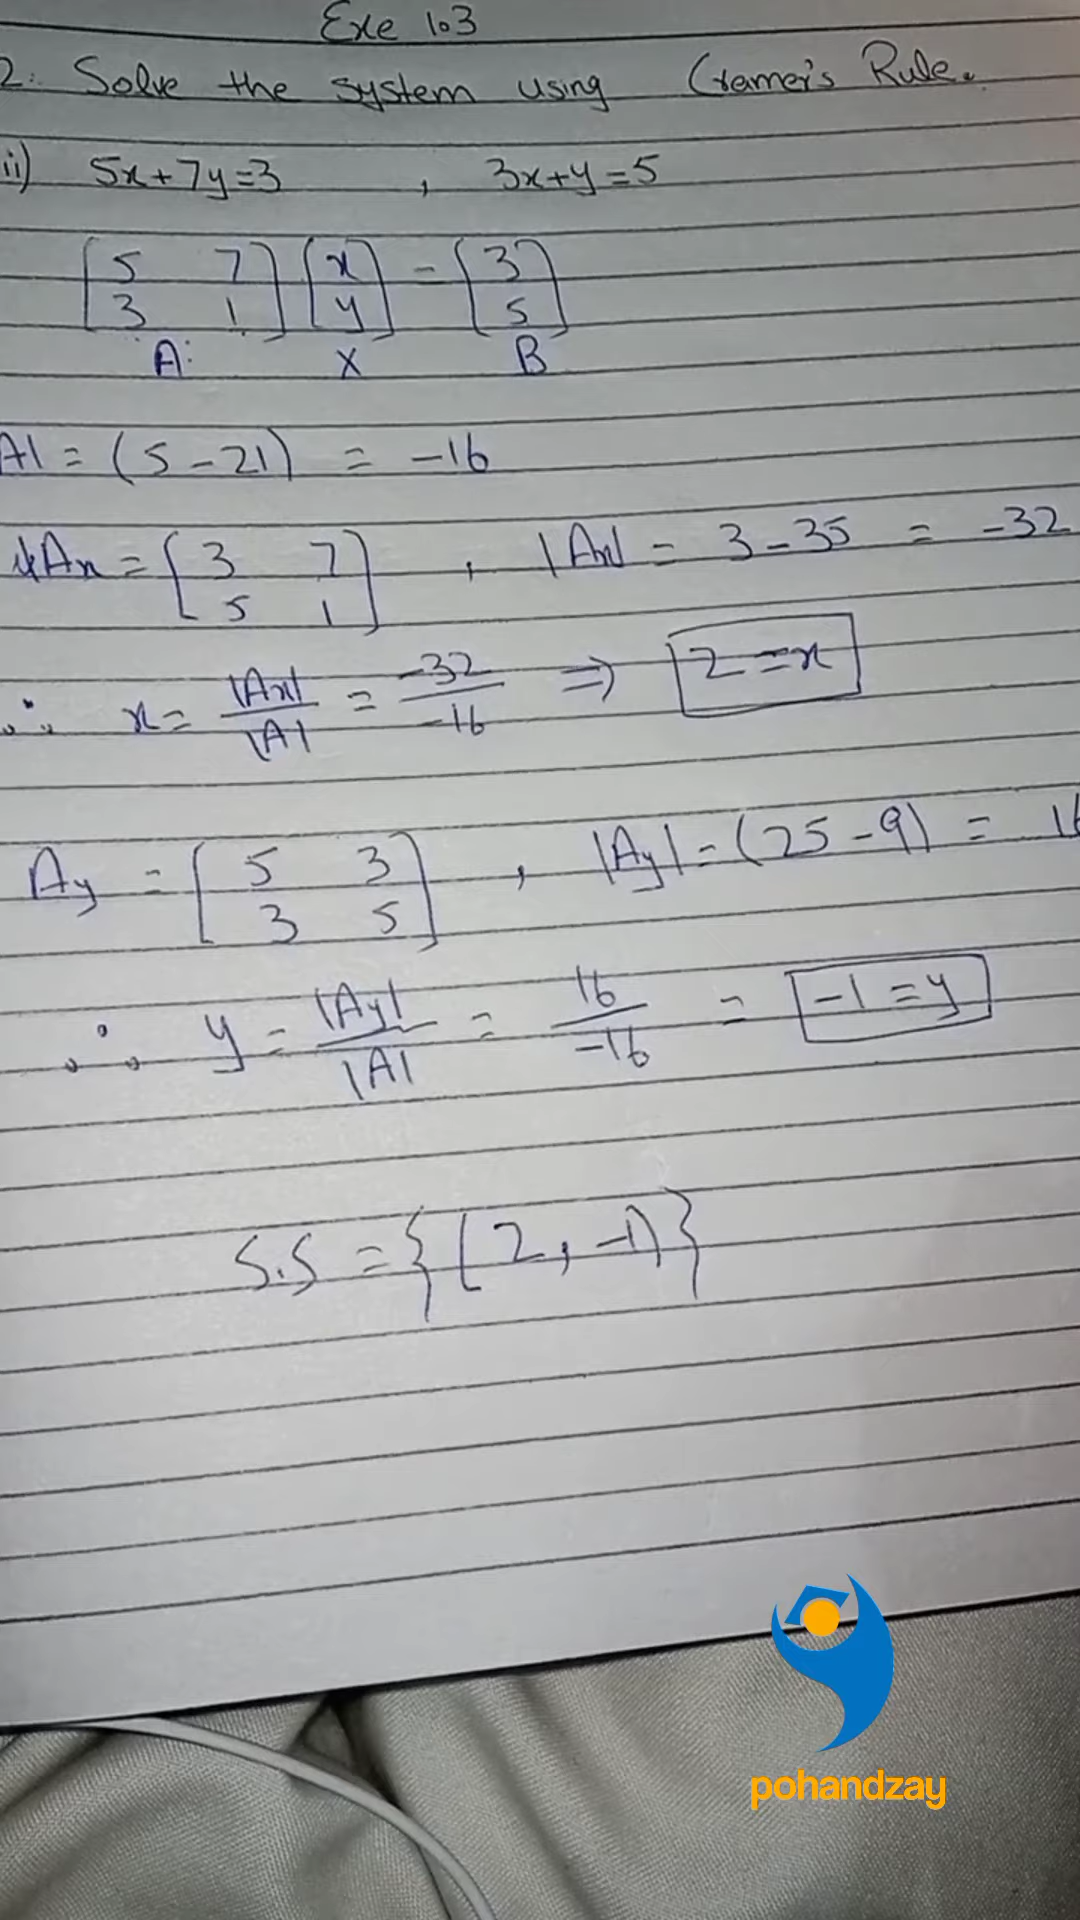 Exe 1.3
2. Solve the system using Cramer's Rule.
ii) 5x+7y=3 , 3x+y=5
[5 7] [x] = [3]
[3 1] [y] [5]
A X B
A| = (5-21) = -16
Ax = [3 7] , |Ax| = 3-35 = -32
[5 1]
∴ x = |Ax|/|A| = -32/-16 ⇒ 2=x
Ay = [5 3] , |Ay| = (25-9) = 16
[3 5]
∴ y = |Ay|/|A| = 16/-16 = -1=y
S.S = {(2, -1)}
pohandzay